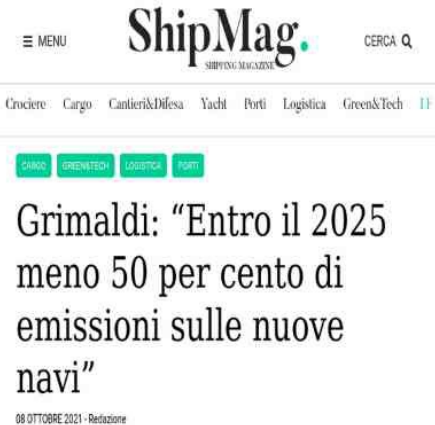 ☰ MENU
ShipMag.
SHIPPING MAGAZINE
CERCA
Crociere Cargo Cantieri&Difesa Yacht Porti Logistica Green&Tech
CARGO GREEN&TECH LOGISTICA PORTI
Grimaldi: “Entro il 2025
meno 50 per cento di
emissioni sulle nuove
navi”
08 OTTOBRE 2021 - Redazione